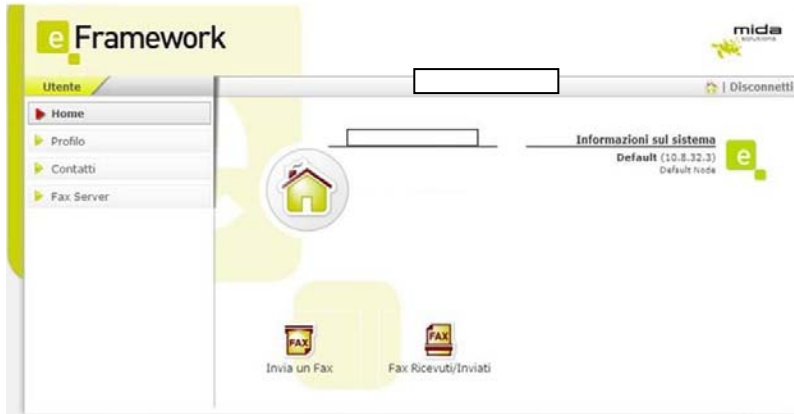 e Framework
mida
solutions
Utente
| Disconnetti
Home
Profilo
Contatti
Fax Server
Informazioni sul sistema
Default (10.8.32.3)
Default Node
e
FAX
FAX
Invia un Fax
Fax Ricevuti/Inviati